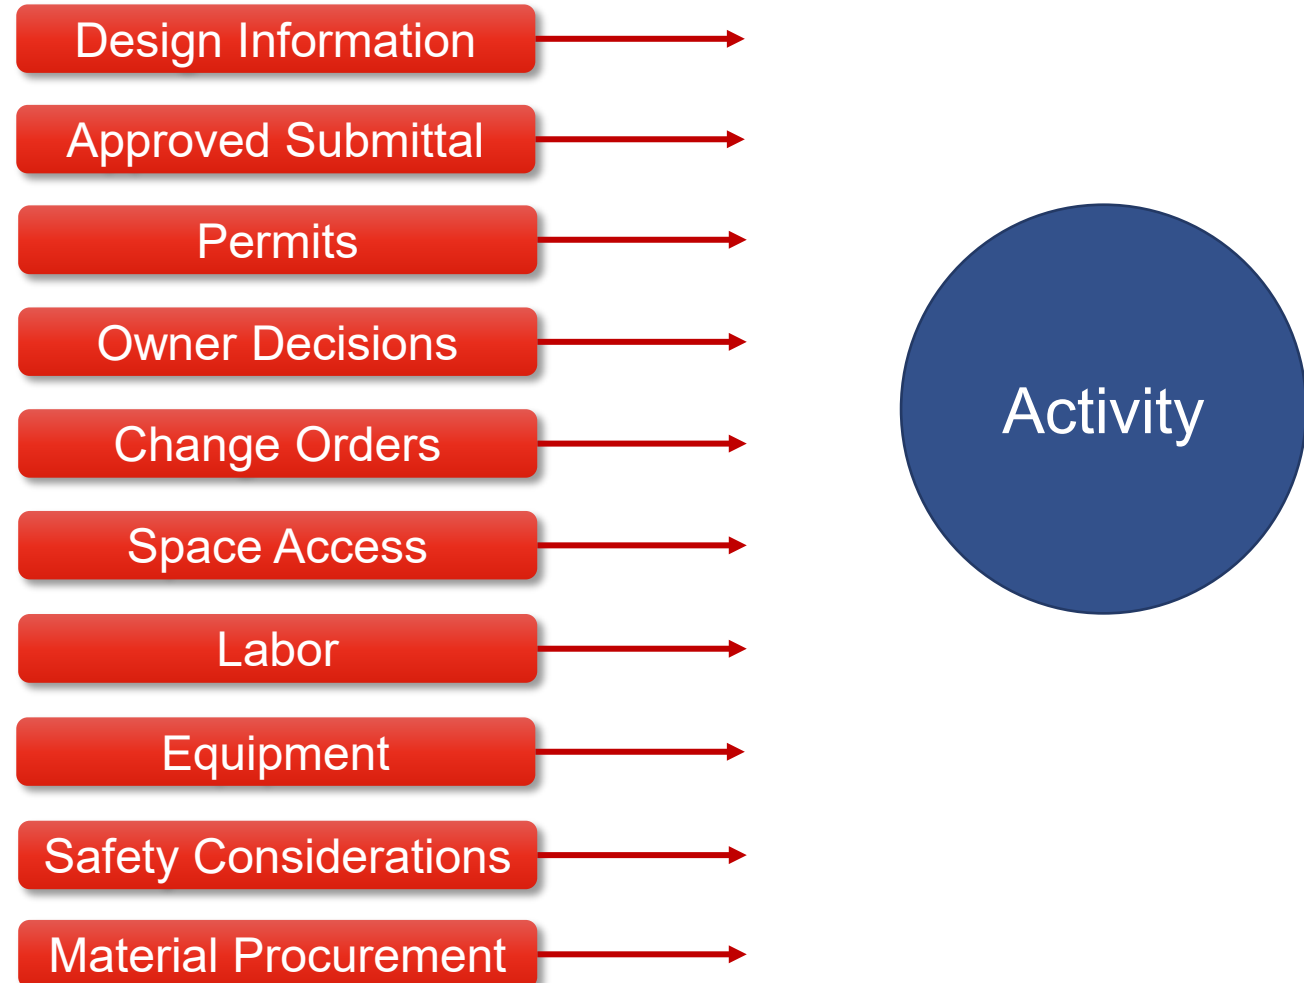 Design Information
Approved Submittal
Permits
Owner Decisions
Change Orders
Space Access
Labor
Equipment
Safety Considerations
Material Procurement
Activity